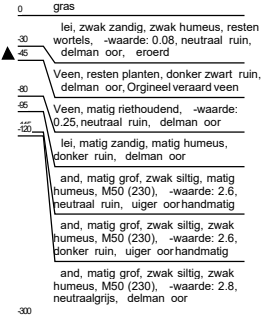 0
gras
lei, zwak zandig, zwak humeus, resten
wortels, -waarde: 0.08, neutraal ruin,
delman oor, eroerd
-30
-45
Veen, resten planten, donker zwart ruin,
delman oor, Orgineel veraard veen
-80
Veen, matig riethoudend, -waarde:
0.25, neutraal ruin, delman oor
-95
-120
lei, matig zandig, matig humeus,
donker ruin, delman oor
and, matig grof, zwak siltig, matig
humeus, M50 (230), -waarde: 2.6,
neutraal ruin, uiger oor handmatig
and, matig grof, zwak siltig, zwak
humeus, M50 (230), -waarde: 2.6,
donker ruin, uiger oor handmatig
and, matig grof, zwak siltig, zwak
humeus, M50 (230), -waarde: 2.8,
neutraalgrijs, delman oor
-300